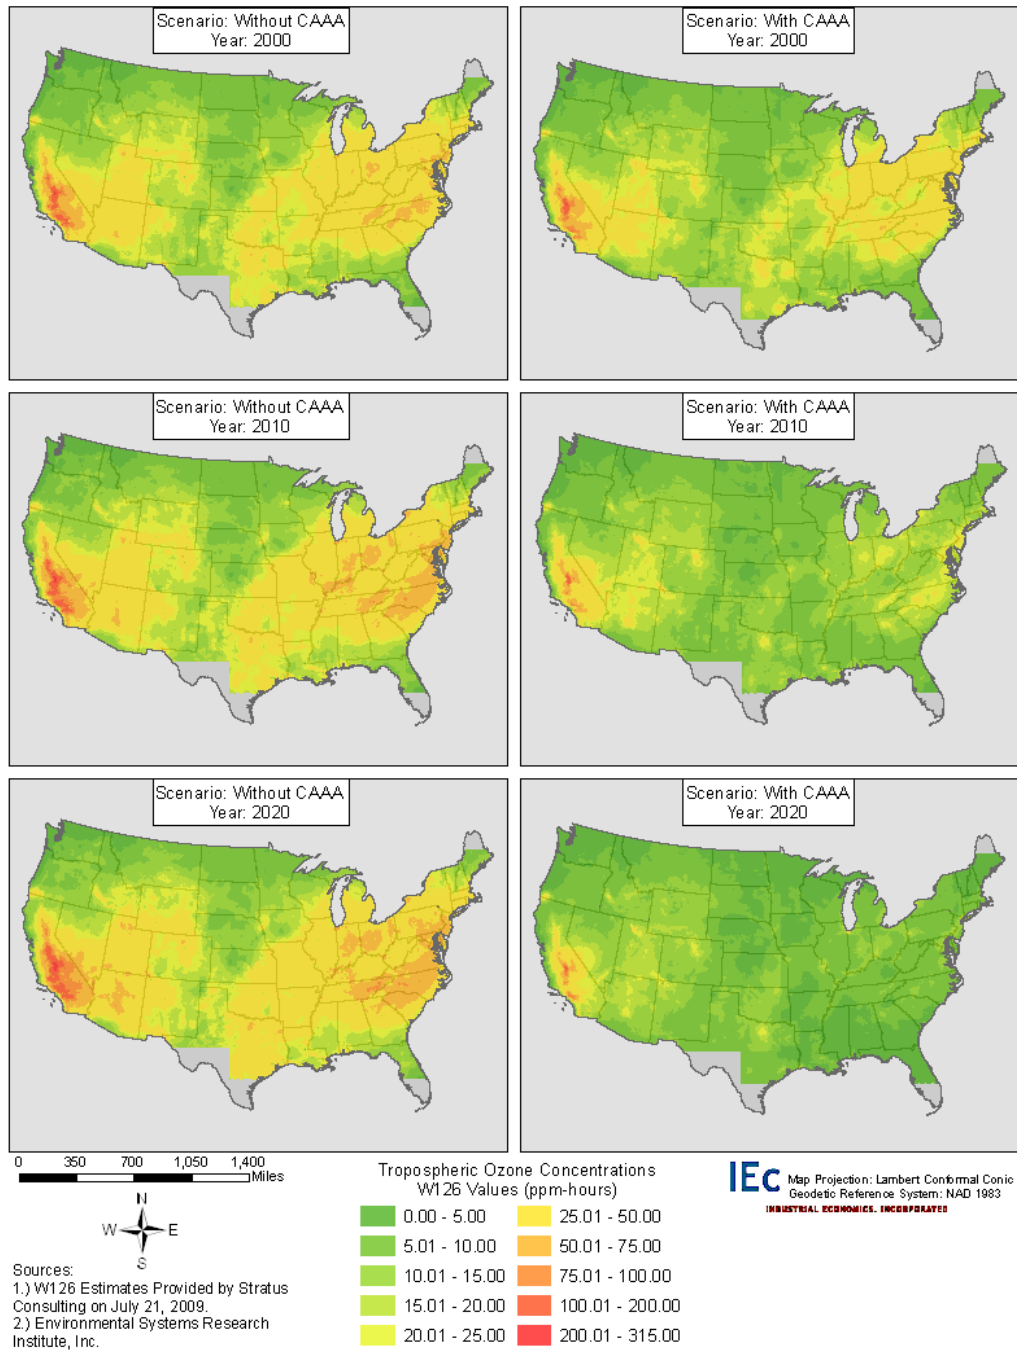 Scenario: Without CAAA
Year: 2000
Scenario: With CAAA
Year: 2000
Scenario: Without CAAA
Year: 2010
Scenario: With CAAA
Year: 2010
Scenario: Without CAAA
Year: 2020
Scenario: With CAAA
Year: 2020
0 350 700 1,050 1,400
Miles
N
W E
S
Sources:
1.) W126 Estimates Provided by Stratus
Consulting on July 21, 2009.
2.) Environmental Systems Research
Institute, Inc.
Tropospheric Ozone Concentrations
W126 Values (ppm-hours)
0.00 - 5.00
5.01 - 10.00
10.01 - 15.00
15.01 - 20.00
20.01 - 25.00
25.01 - 50.00
50.01 - 75.00
75.01 - 100.00
100.01 - 200.00
200.01 - 315.00
IEc
Map Projection: Lambert Conformal Conic
Geodetic Reference System: NAD 1983
INDUSTRIAL ECONOMICS, INCORPORATED